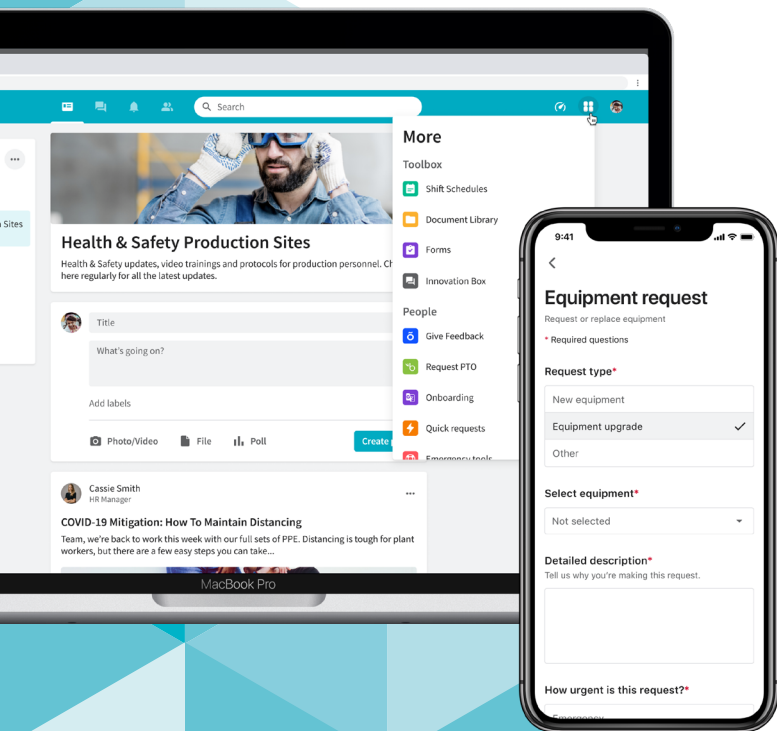 Search
Sites
Health & Safety Production Sites
Health & Safety updates, video trainings and protocols for production personnel.
here regularly for all the latest updates.
Title
What's going on?
Add labels
Photo/Video
File
Poll
Create
Cassie Smith
HR Manager
COVID-19 Mitigation: How To Maintain Distancing
Team, we're back to work this week with our full sets of PPE. Distancing is tough for plant
workers, but there are a few easy steps you can take...
More
Toolbox
Shift Schedules
Document Library
Forms
Innovation Box
People
Give Feedback
Request PTO
Onboarding
Quick requests
Emergency tools
MacBook Pro
9:41
Equipment request
Request or replace equipment
* Required questions
Request type*
New equipment
Equipment upgrade
Other
Select equipment*
Not selected
Detailed description*
Tell us why you're making this request.
How urgent is this request?*
Emergency